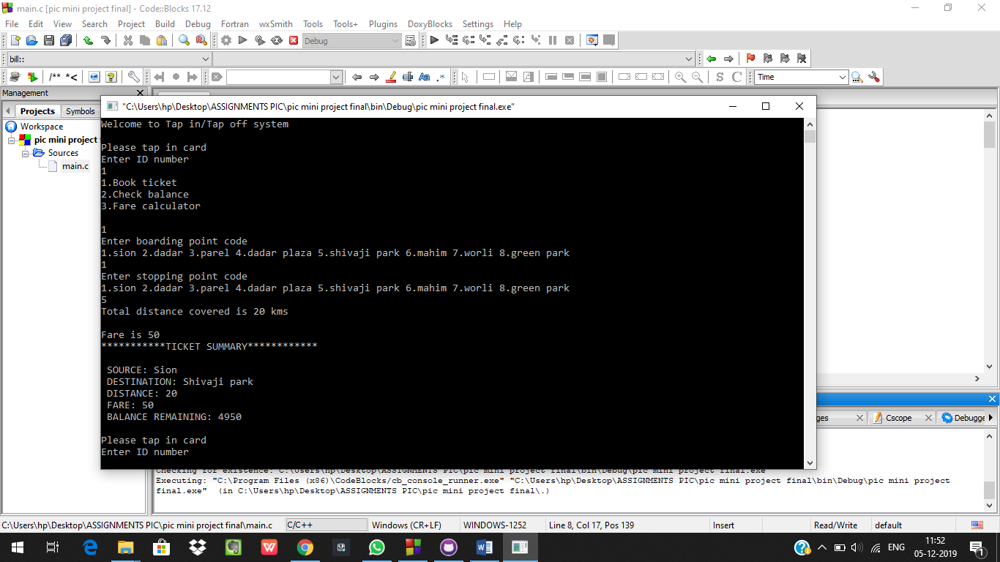 main.c [pic mini project final] - Code::Blocks 17.12
File Edit View Search Project Build Debug Fortran wxSmith Tools Tools+ Plugins DoxyBlocks Settings Help
Debug
bill::
/** *< Aa .* S C Time
Management
Projects Symbols
Workspace
pic mini project
Sources
main.c
"C:\Users\hp\Desktop\ASSIGNMENTS PIC\pic mini project final\bin\Debug\pic mini project final.exe"
Welcome to Tap in/Tap off system
Please tap in card
Enter ID number
1
1.Book ticket
2.Check balance
3.Fare calculator
1
Enter boarding point code
1.sion 2.dadar 3.parel 4.dadar plaza 5.shivaji park 6.mahim 7.worli 8.green park
1
Enter stopping point code
1.sion 2.dadar 3.parel 4.dadar plaza 5.shivaji park 6.mahim 7.worli 8.green park
5
Total distance covered is 20 kms
Fare is 50
***********TICKET SUMMARY************
SOURCE: Sion
DESTINATION: Shivaji park
DISTANCE: 20
FARE: 50
BALANCE REMAINING: 4950
Please tap in card
Enter ID number
ges Cscope Debugge
Checking for existence: C:\Users\hp\Desktop\ASSIGNMENTS PIC\pic mini project final\bin\Debug\pic mini project final.exe
Executing: "C:\Program Files (x86)\CodeBlocks/cb_console_runner.exe" "C:\Users\hp\Desktop\ASSIGNMENTS PIC\pic mini project final\bin\Debug\pic mini project
final.exe" (in C:\Users\hp\Desktop\ASSIGNMENTS PIC\pic mini project final\.)
C:\Users\hp\Desktop\ASSIGNMENTS PIC\pic mini project final\main.c C/C++ Windows (CR+LF) WINDOWS-1252 Line 8, Col 17, Pos 139 Insert Read/Write default
ENG
11:52
05-12-2019
1